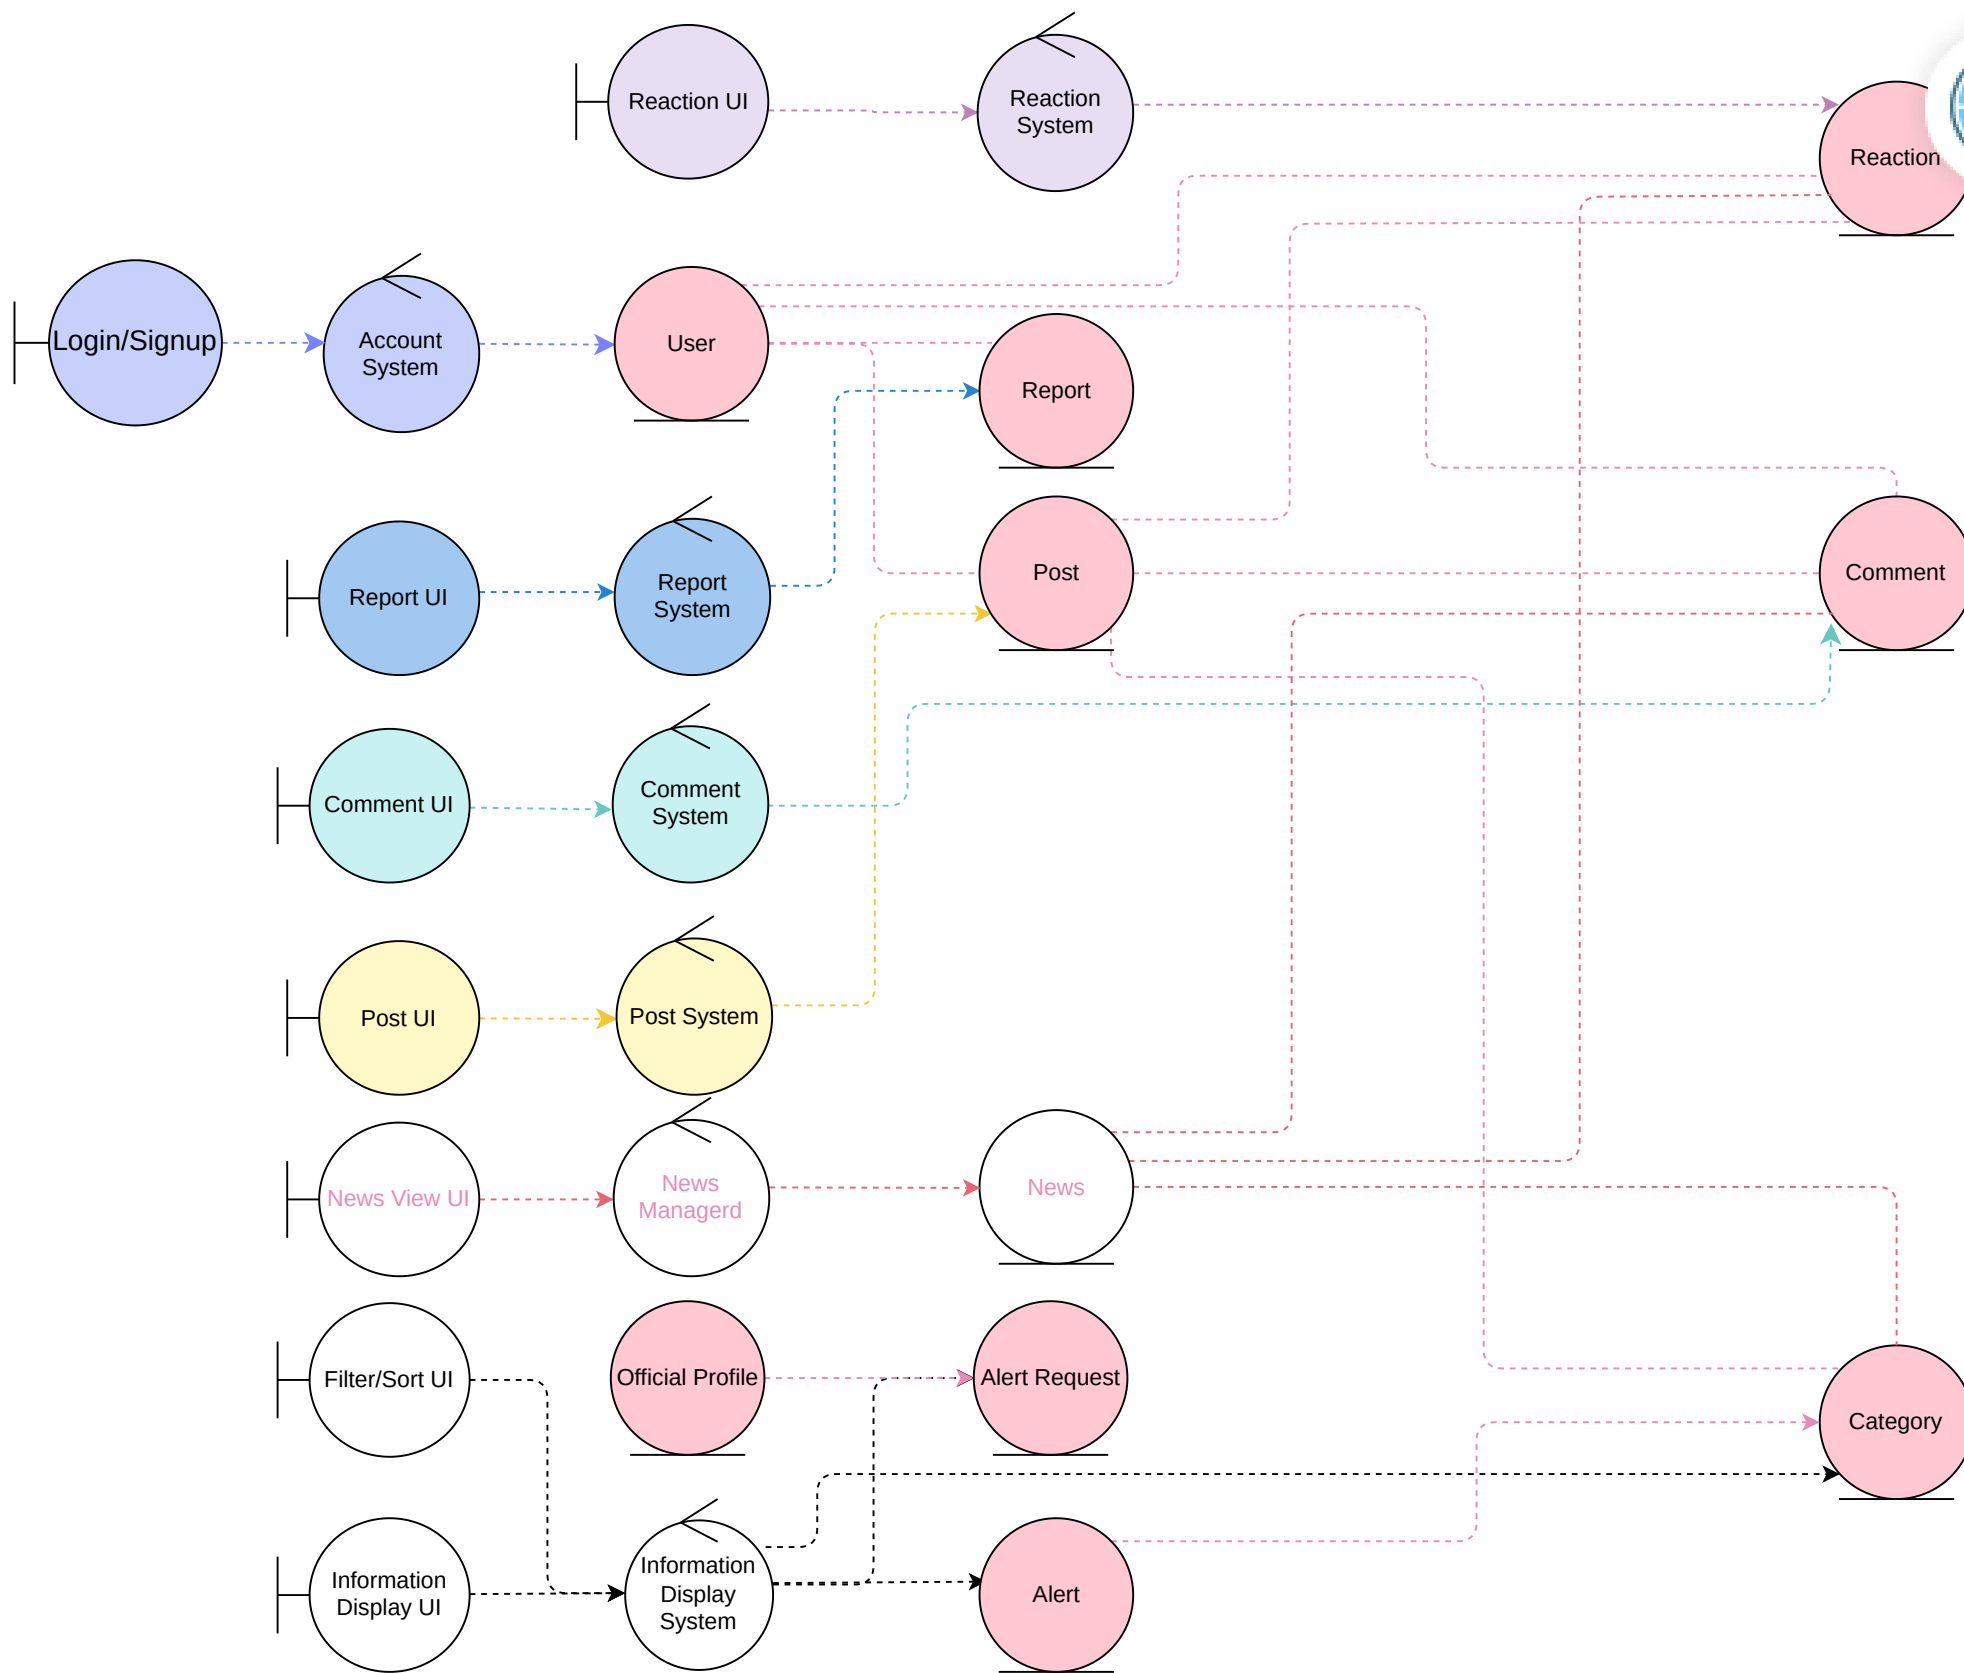 Reaction UI
Reaction
System
Reaction
Login/Signup
Account
System
User
Report
Report UI
Report
System
Post
Comment
Comment UI
Comment
System
Post UI
Post System
News View UI
News
Managerd
News
Filter/Sort UI
Official Profile
Alert Request
Category
Information
Display UI
Information
Display
System
Alert